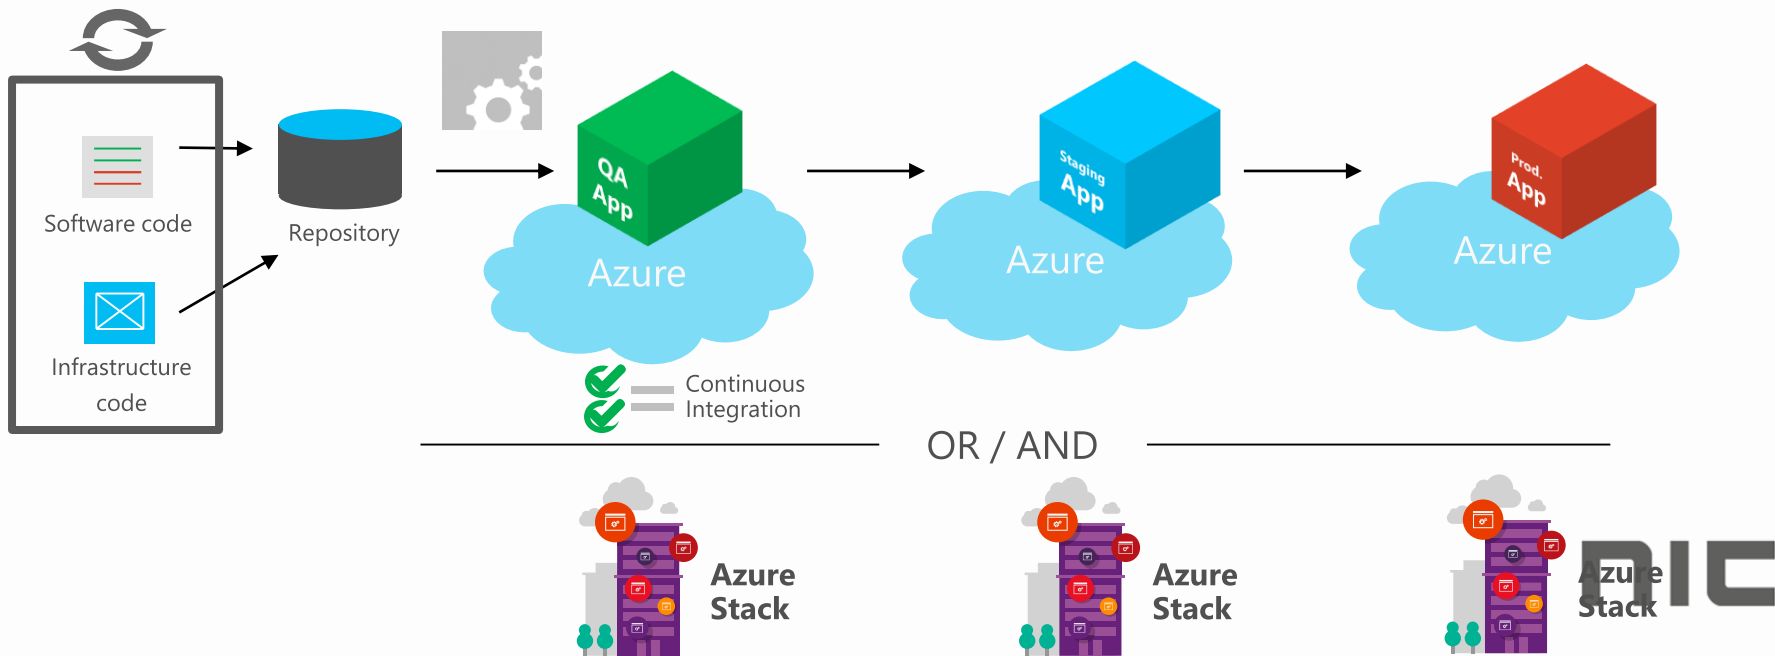 Software code
Infrastructure
code
Repository
QA
App
Azure
Staging
App
Azure
Prod.
App
Azure
Continuous
Integration
OR / AND
Azure
Stack
Azure
Stack
Azure
Stack
NIC